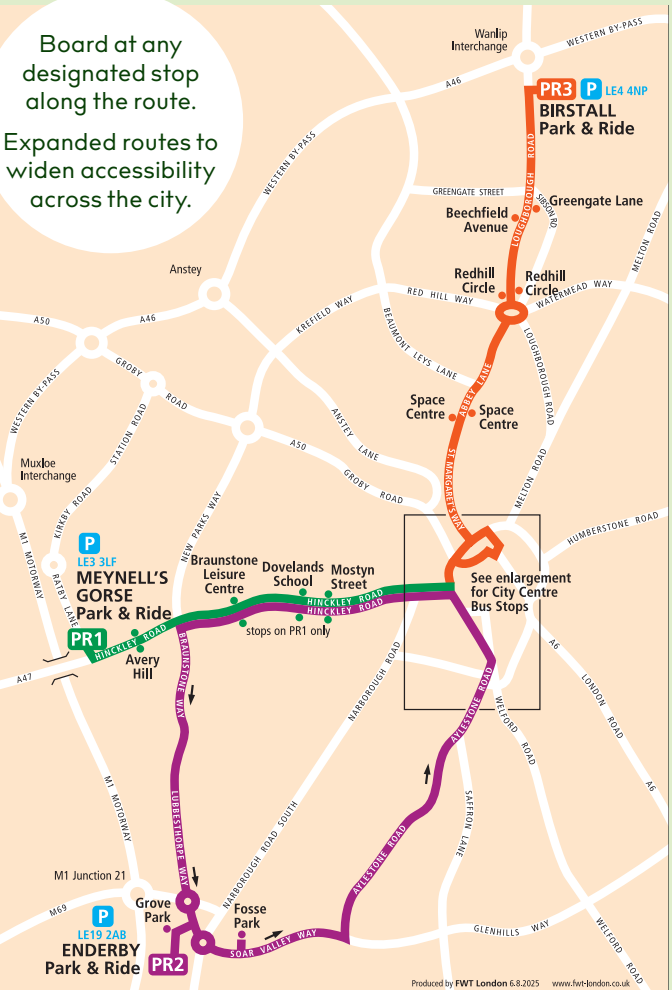 Board at any
designated stop
along the route.
Expanded routes to
widen accessibility
across the city.
Wanlip
Interchange
WESTERN BY-PASS
A46
PR3 P LE4 4NP
BIRSTALL
Park & Ride
WESTERN BY-PASS
LOUGHBOROUGH ROAD
GREENGATE STREET
SIBSON RD
Greengate Lane
Beechfield
Avenue
MELTON ROAD
Anstey
Redhill
Circle
Redhill
Circle
RED HILL WAY
WATERMEAD WAY
KREFIELD WAY
A50
A46
BEAUMONT LEYS LANE
LOUGHBOROUGH ROAD
GROBY ROAD
WESTERN BY-PASS
STATION ROAD
ABBEY LANE
Space
Centre
Space
Centre
ANSTEY LANE
A50
GROBY ROAD
ST. MARGARET'S WAY
MELTON ROAD
Muxloe
Interchange
KIRKBY ROAD
NEW PARKS WAY
HUMBERSTONE ROAD
M1 MOTORWAY
RATBY LANE
P
LE3 3LF
MEYNELL'S
GORSE
Park & Ride
PR1
HINCKLEY ROAD
Avery
Hill
Braunstone
Leisure
Centre
Dovelands
School
Mostyn
Street
HINCKLEY ROAD
HINCKLEY ROAD
stops on PR1 only
See enlargement
for City Centre
Bus Stops
A47
BRAUNSTONE WAY
NARBOROUGH ROAD
AYLESTONE ROAD
WELFORD ROAD
A6
LONDON ROAD
A6
M1 MOTORWAY
LUBBESTHORPE WAY
NARBOROUGH ROAD SOUTH
AYLESTONE ROAD
SAFFRON LANE
M1 Junction 21
M69
Grove
Park
Fosse
Park
P
LE19 2AB
ENDERBY
Park & Ride
PR2
SOAR VALLEY WAY
GLENHILLS WAY
WELFORD ROAD
Produced by FWT London 6.8.2025 www.fwt-london.co.uk